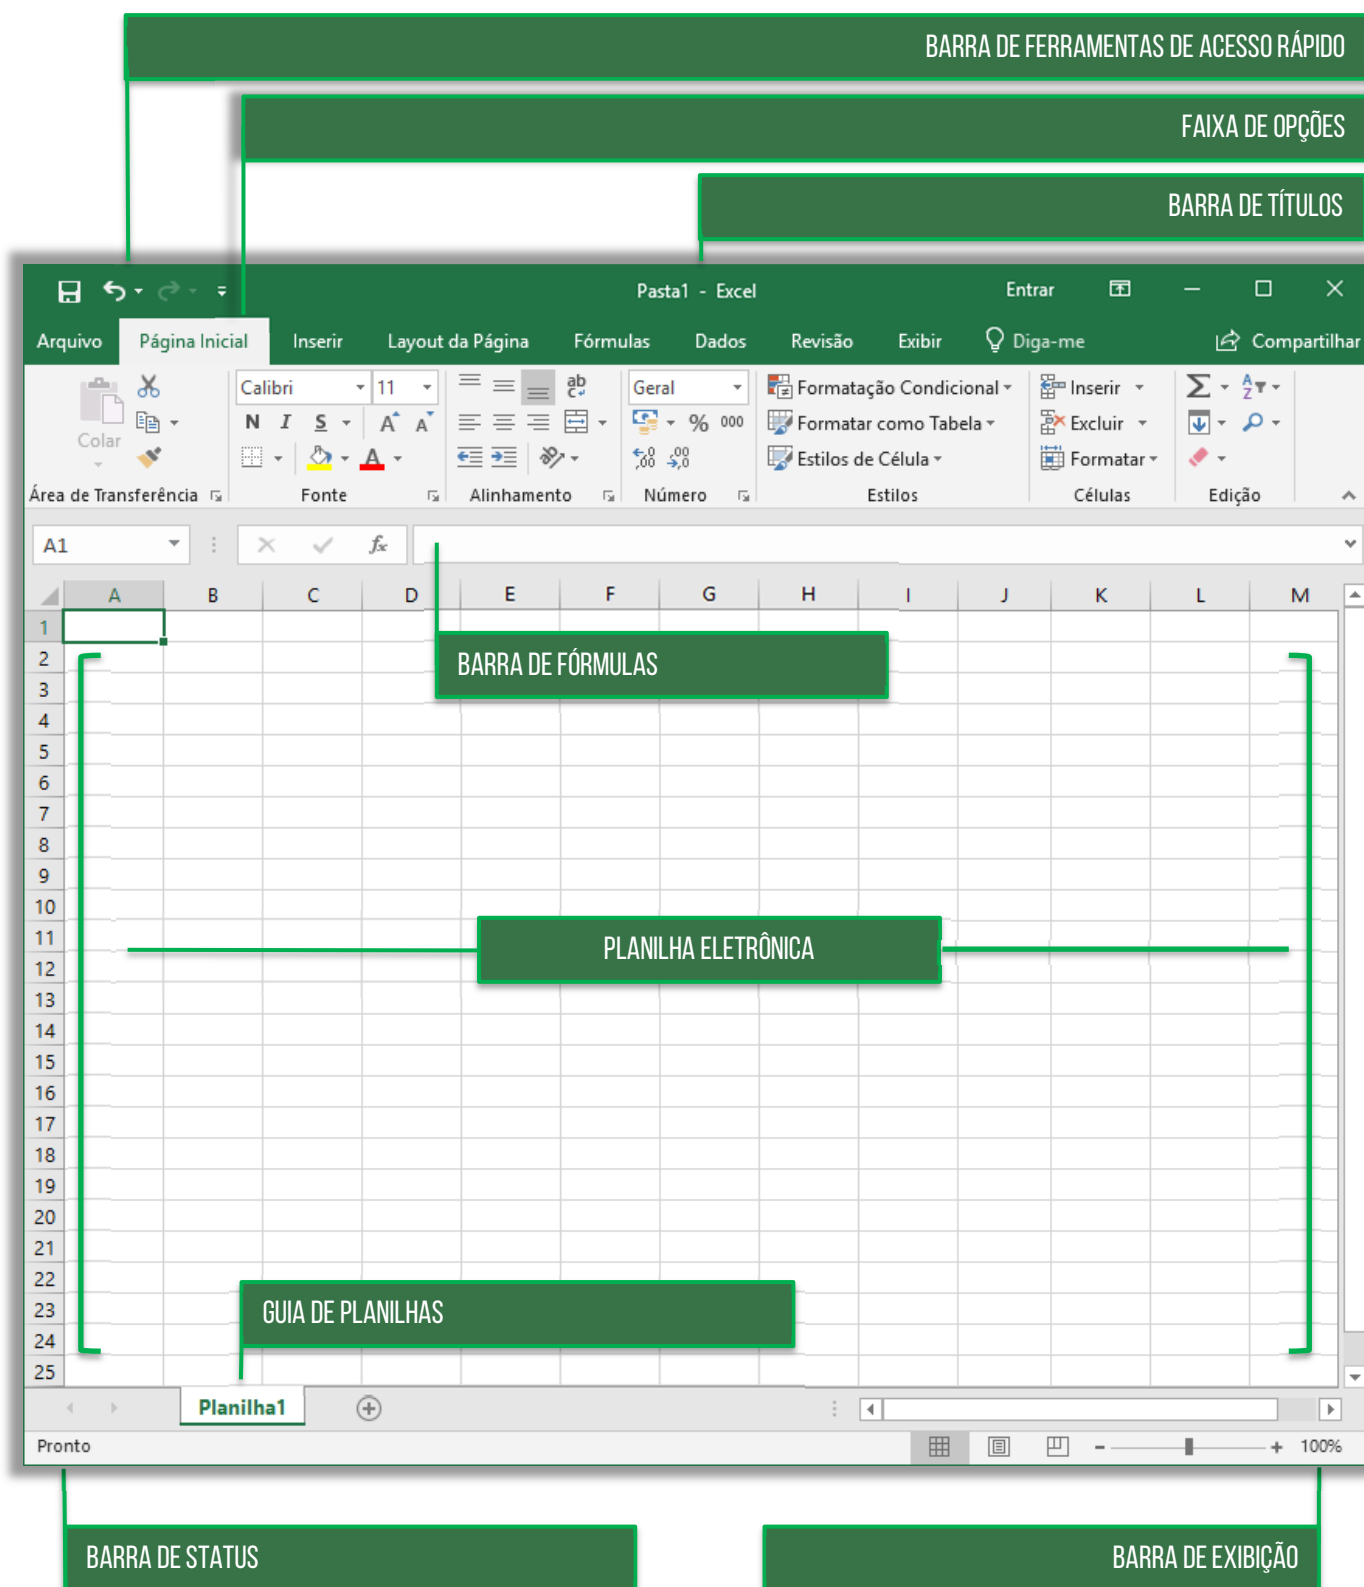 BARRA DE FERRAMENTAS DE ACESSO RÁPIDO
FAIXA DE OPÇÕES
BARRA DE TÍTULOS
Pasta1 - Excel Entrar
Arquivo Página Inicial Inserir Layout da Página Fórmulas Dados Revisão Exibir Diga-me Compartilhar
Calibri 11 ab Geral Formatação Condicional Inserir Σ AZ
Colar N I S A A % 000 Formatar como Tabela Excluir
A ,00 ,0 ,00 Estilos de Célula Formatar
Área de Transferência Fonte Alinhamento Número Estilos Células Edição
A1 fx
A B C D E F G H I J K L M
1
2
BARRA DE FÓRMULAS
3
4
5
6
7
8
9
10
11
PLANILHA ELETRÔNICA
12
13
14
15
16
17
18
19
20
21
22
23
GUIA DE PLANILHAS
24
25
Planilha1
Pronto 100%
BARRA DE STATUS BARRA DE EXIBIÇÃO